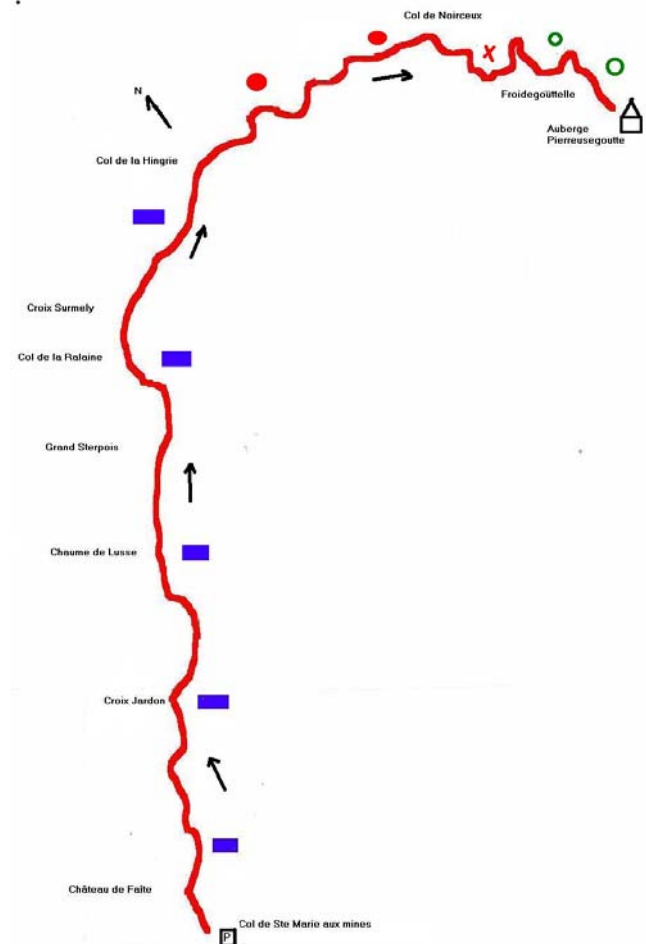 Col de Noirceux
N
X
Froidegoûttelle
Auberge
Pierreusegoutte
Col de la Hingrie
Croix Surmely
Col de la Ralaine
Grand Sterpois
Chaume de Lusse
Croix Jardon
Château de Faîte
Col de Ste Marie aux mines
P